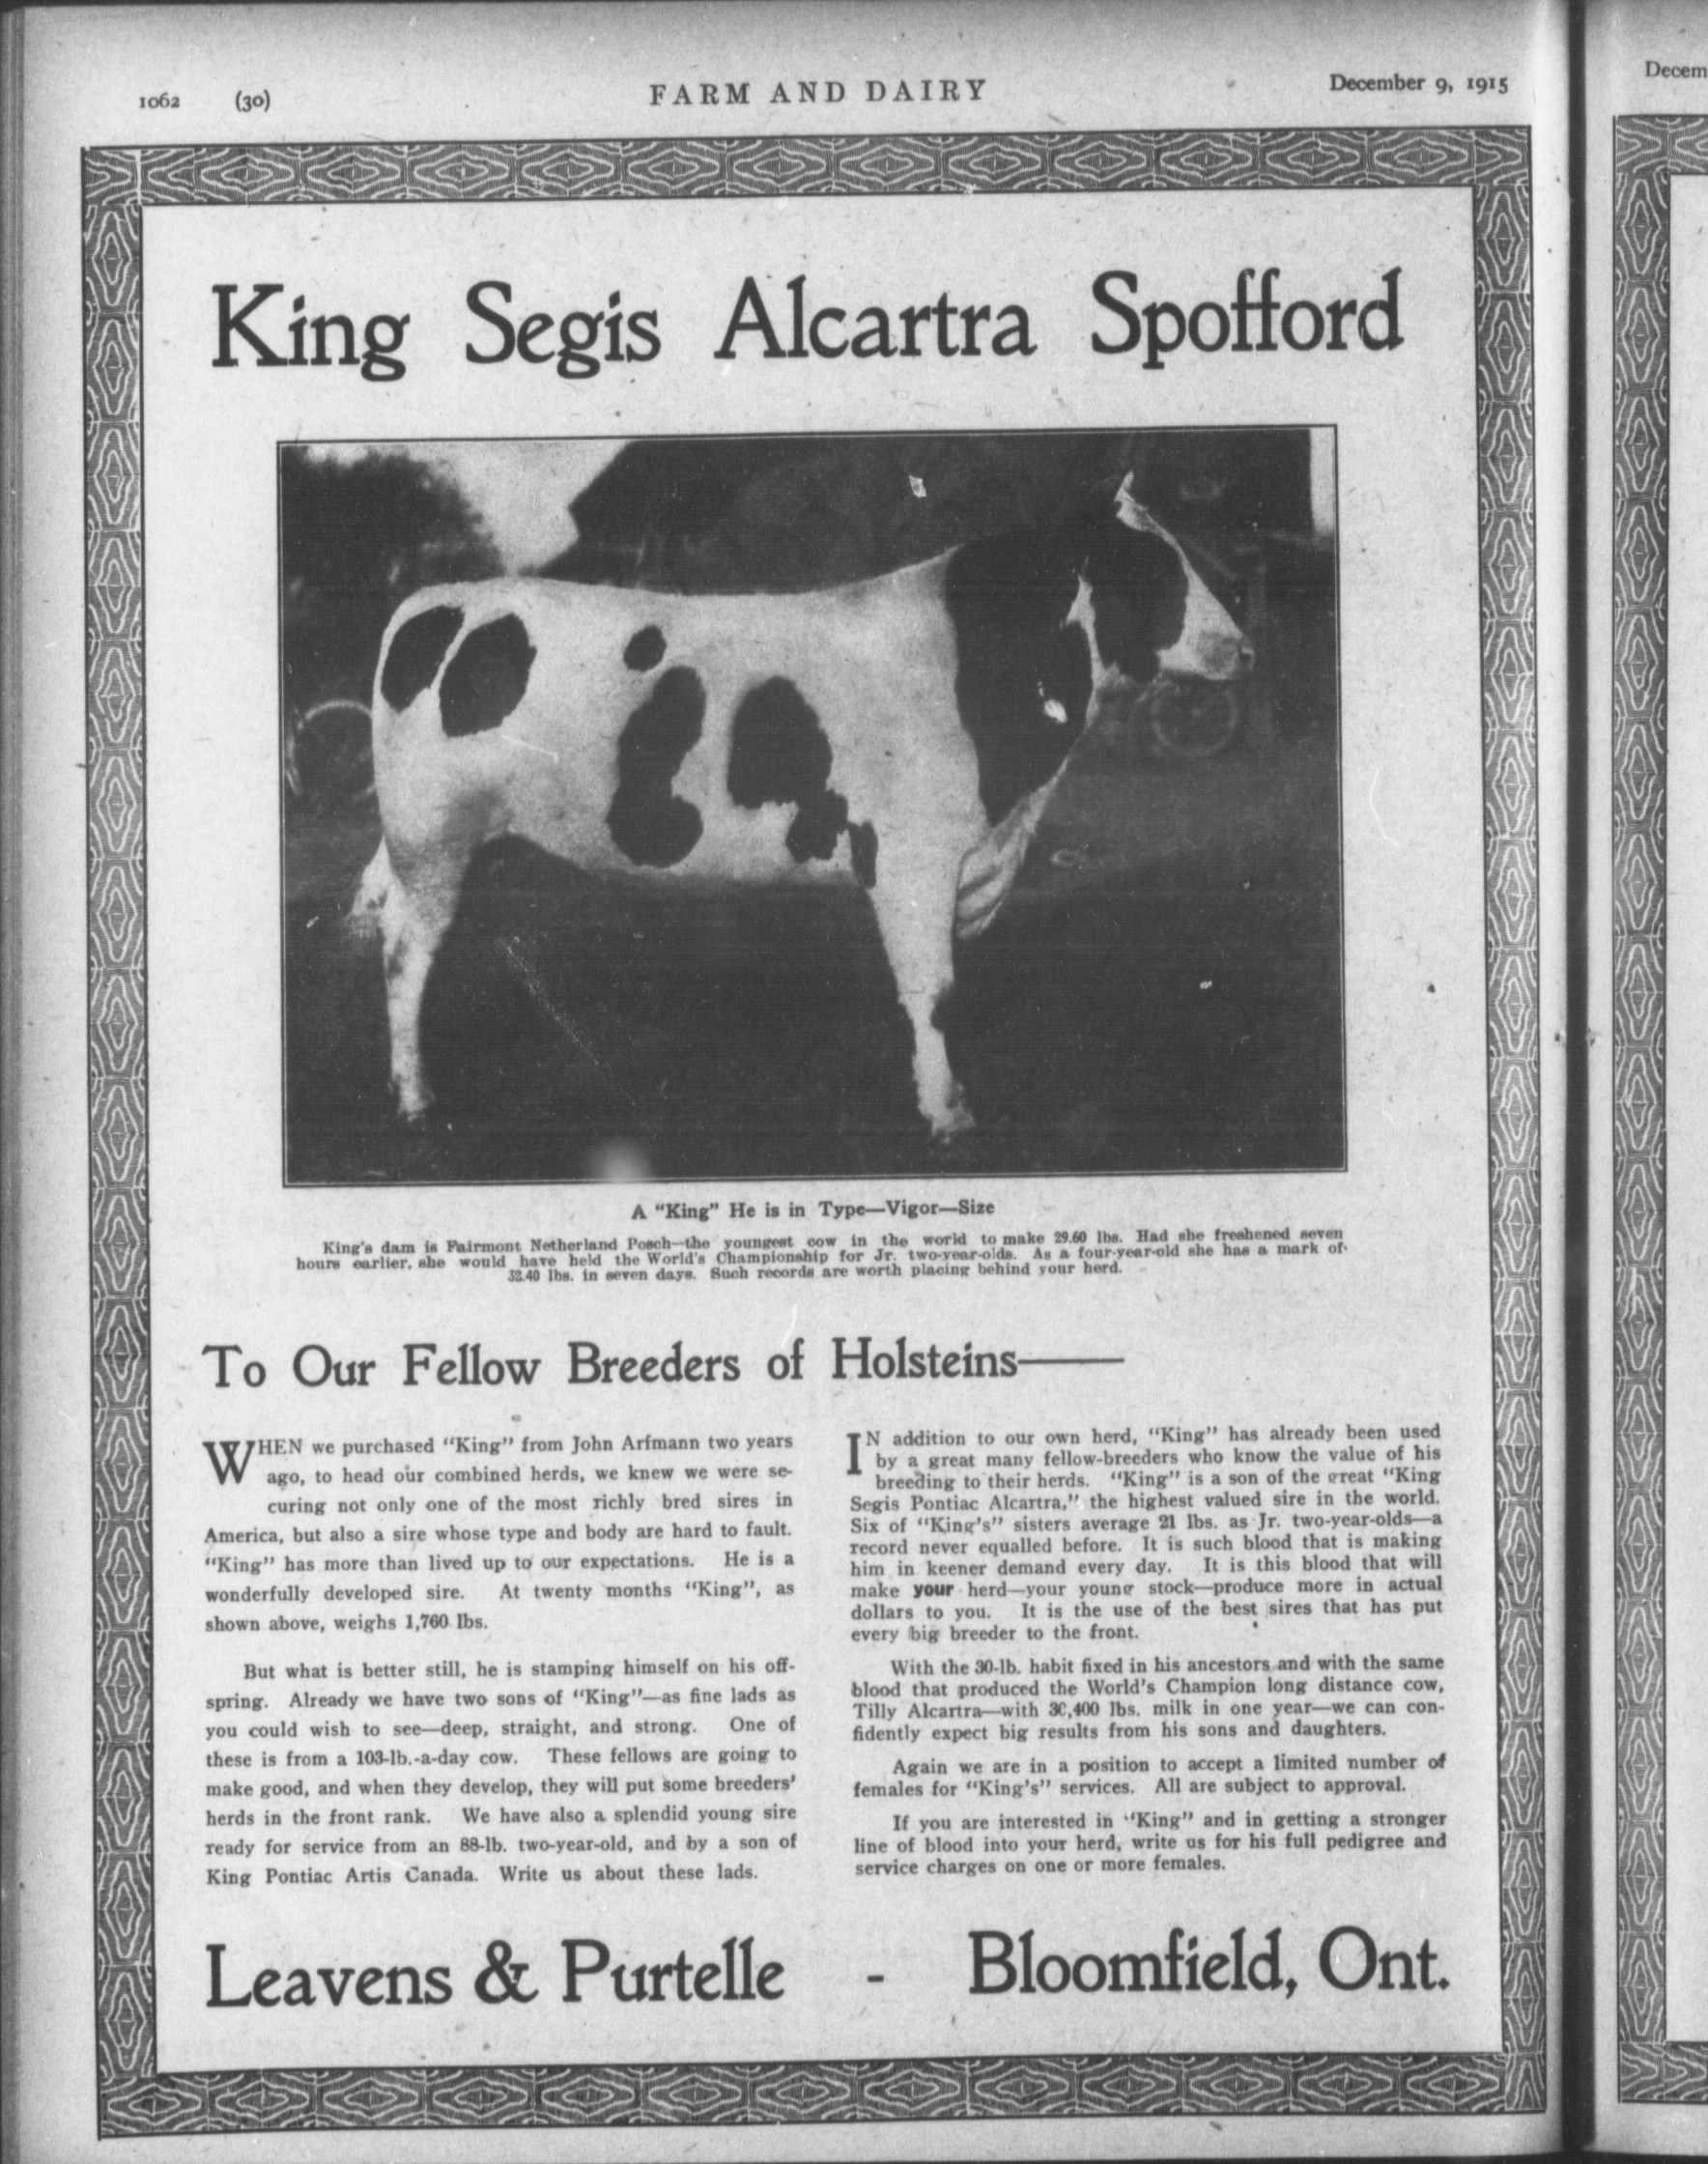 1062 (30) FARM AND DAIRY December 9, 1915
Decem
King Segis Alcartra Spofford
A "King" He is in Type—Vigor—Size
King's dam is Fairmont Netherland Posch—the youngest cow in the world to make 29.60 lbs. Had she freshened seven
hours earlier, she would have held the World's Championship for Jr. two-year-olds. As a four-year-old she has a mark of
32.40 lbs. in seven days. Such records are worth placing behind your herd.
To Our Fellow Breeders of Holsteins——
WHEN we purchased "King" from John Arfmann two years
ago, to head our combined herds, we knew we were se-
curing not only one of the most richly bred sires in
America, but also a sire whose type and body are hard to fault.
"King" has more than lived up to our expectations. He is a
wonderfully developed sire. At twenty months "King", as
shown above, weighs 1,760 lbs.
But what is better still, he is stamping himself on his off-
spring. Already we have two sons of "King"—as fine lads as
you could wish to see—deep, straight, and strong. One of
these is from a 103-lb.-a-day cow. These fellows are going to
make good, and when they develop, they will put some breeders'
herds in the front rank. We have also a splendid young sire
ready for service from an 88-lb. two-year-old, and by a son of
King Pontiac Artis Canada. Write us about these lads.
IN addition to our own herd, "King" has already been used
by a great many fellow-breeders who know the value of his
breeding to their herds. "King" is a son of the great "King
Segis Pontiac Alcartra," the highest valued sire in the world.
Six of "King's" sisters average 21 lbs. as Jr. two-year-olds—a
record never equalled before. It is such blood that is making
him in keener demand every day. It is this blood that will
make your herd—your young stock—produce more in actual
dollars to you. It is the use of the best sires that has put
every big breeder to the front.
With the 30-lb. habit fixed in his ancestors and with the same
blood that produced the World's Champion long distance cow,
Tilly Alcartra—with 30,400 lbs. milk in one year—we can con-
fidently expect big results from his sons and daughters.
Again we are in a position to accept a limited number of
females for "King's" services. All are subject to approval.
If you are interested in "King" and in getting a stronger
line of blood into your herd, write us for his full pedigree and
service charges on one or more females.
Leavens & Purtelle - Bloomfield, Ont.